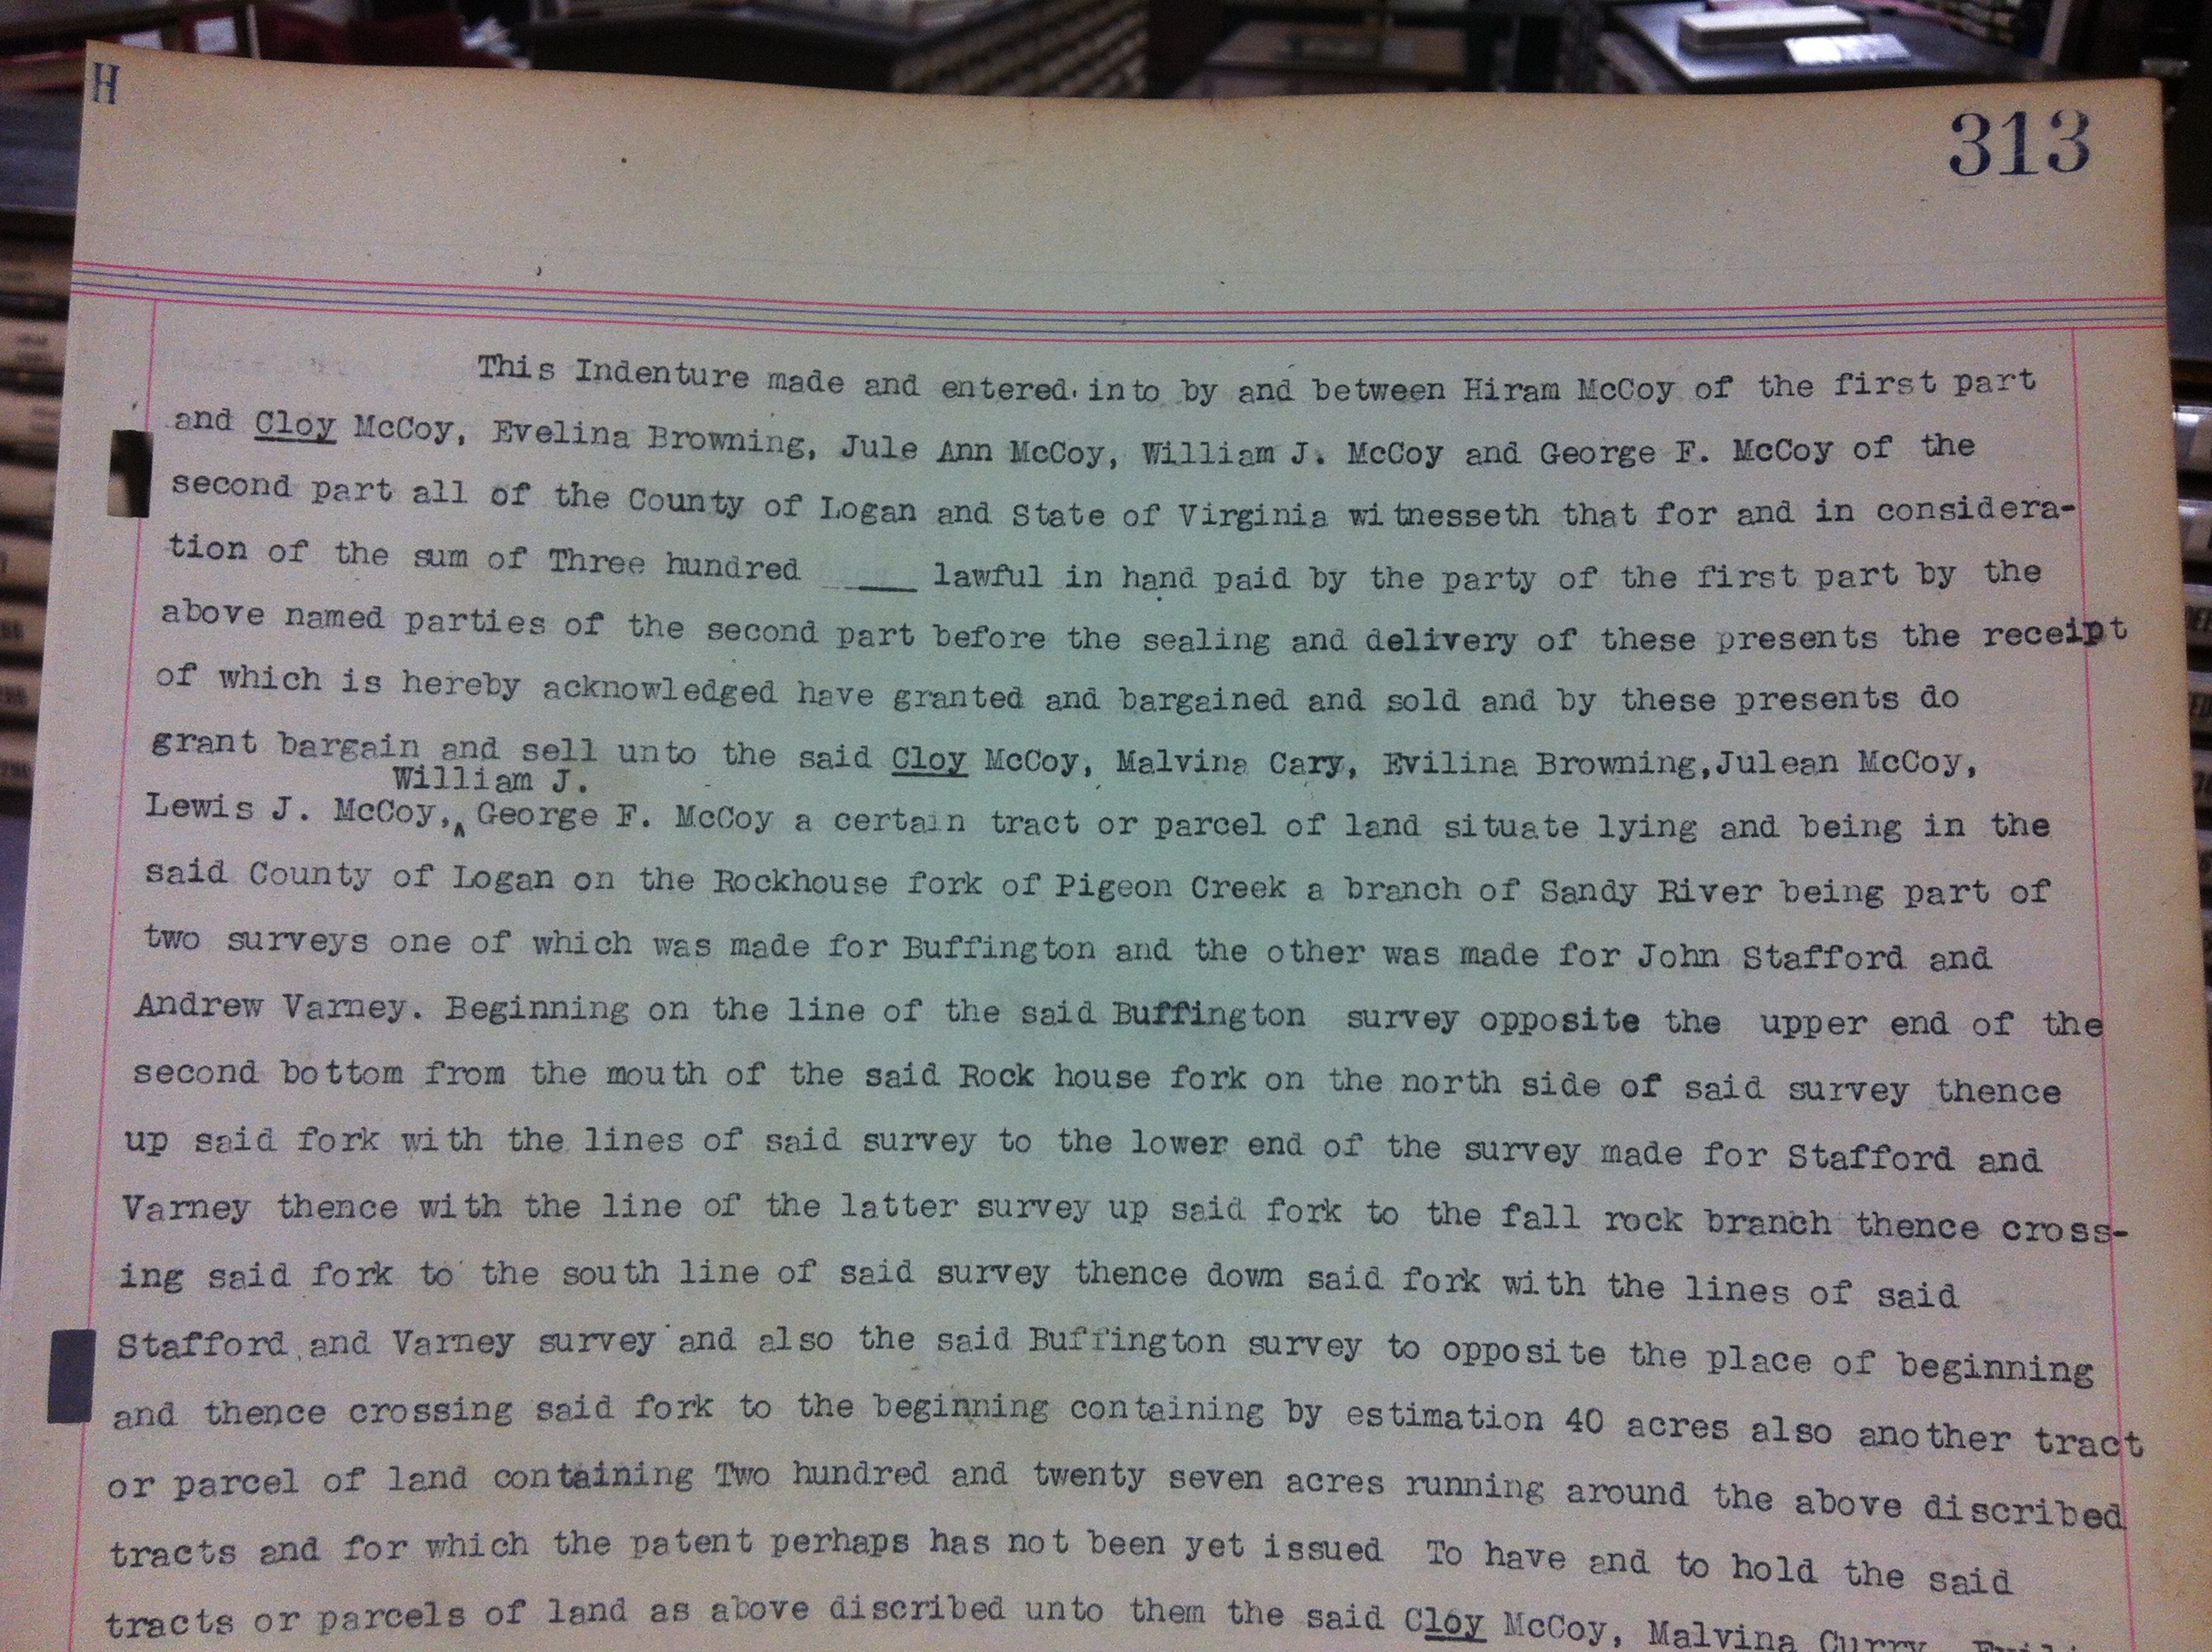 H
313
This Indenture made and entered into by and between Hiram McCoy of the first part
and Cloy McCoy, Evelina Browning, Jule Ann McCoy, William J. McCoy and George F. McCoy of the
second part all of the County of Logan and State of Virginia witnesseth that for and in considera-
tion of the sum of Three hundred ____ lawful in hand paid by the party of the first part by the
above named parties of the second part before the sealing and delivery of these presents the receipt
of which is hereby acknowledged have granted and bargained and sold and by these presents do
grant bargain and sell unto the said Cloy McCoy, Malvina Cary, Evilina Browning,Julean McCoy,
William J.
Lewis J. McCoy,^ George F. McCoy a certain tract or parcel of land situate lying and being in the
said County of Logan on the Rockhouse fork of Pigeon Creek a branch of Sandy River being part of
two surveys one of which was made for Buffington and the other was made for John Stafford and
Andrew Varney. Beginning on the line of the said Buffington survey opposite the upper end of the
second bottom from the mouth of the said Rock house fork on the north side of said survey thence
up said fork with the lines of said survey to the lower end of the survey made for Stafford and
Varney thence with the line of the latter survey up said fork to the fall rock branch thence cross-
ing said fork to the south line of said survey thence down said fork with the lines of said
Stafford and Varney survey and also the said Buffington survey to opposite the place of beginning
and thence crossing said fork to the beginning containing by estimation 40 acres also another tract
or parcel of land containing Two hundred and twenty seven acres running around the above discribed
tracts and for which the patent perhaps has not been yet issued To have and to hold the said
tracts or parcels of land as above discribed unto them the said Cloy McCoy, Malvina Curry,